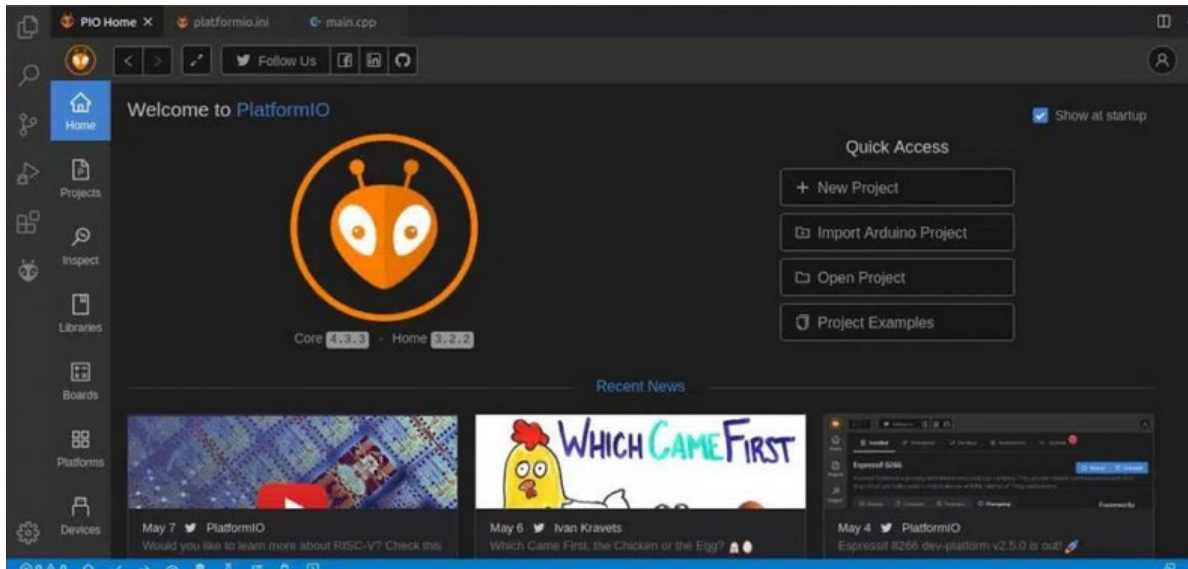 PIO Home
platformio.ini
main.cpp
Follow Us
Home
Welcome to PlatformIO
Show at startup
Quick Access
New Project
Import Arduino Project
Open Project
Project Examples
Projects
Inspect
Libraries
Boards
Platforms
Devices
Core 4.3.3 · Home 3.2.2
Recent News
WHICH CAME FIRST
May 7 PlatformIO
Would you like to learn more about RISC-V? Check this
May 6 Ivan Kravets
Which Came First, the Chicken or the Egg?
Espressif 8266
May 4 PlatformIO
Espressif 8266 dev-platform v2.5.0 is out!